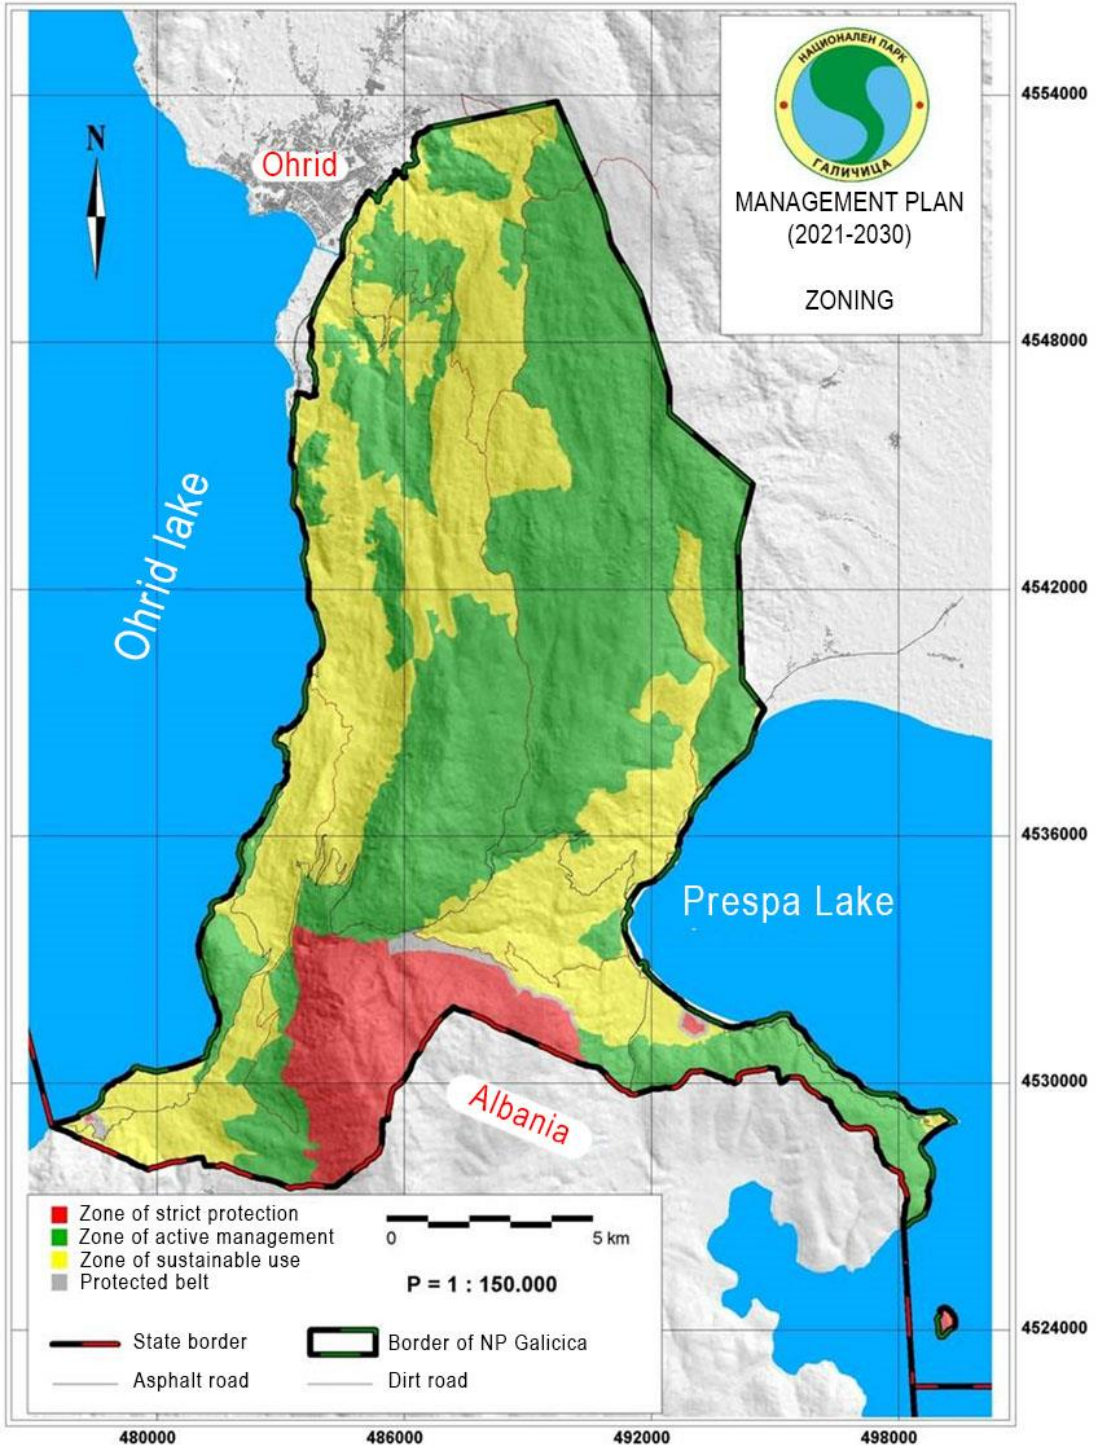 НАЦИОНАЛЕН ПАРК
ГАЛИЧИЦА
MANAGEMENT PLAN
(2021-2030)
ZONING
N
Ohrid
Ohrid lake
Prespa Lake
Albania
4554000
4548000
4542000
4536000
4530000
4524000
Zone of strict protection
Zone of active management
Zone of sustainable use
Protected belt
0 5 km
P = 1 : 150.000
State border
Border of NP Galicica
Asphalt road
Dirt road
480000 486000 492000 498000